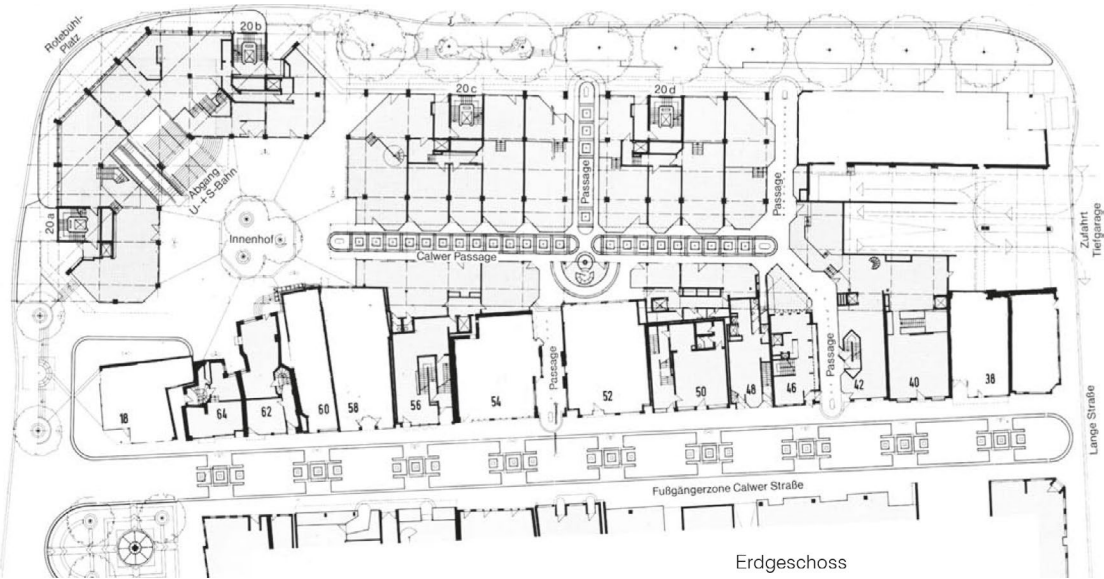 Rotebühl-
Platz
20 b
20 c
20 d
Abgang
U-+S-Bahn
20 a
Innenhof
Passage
Passage
Calwer Passage
Zufahrt
Tiefgarage
Passage
Passage
18
64
62
60
58
56
54
52
50
48
46
42
40
38
Lange Straße
Fußgängerzone Calwer Straße
Erdgeschoss